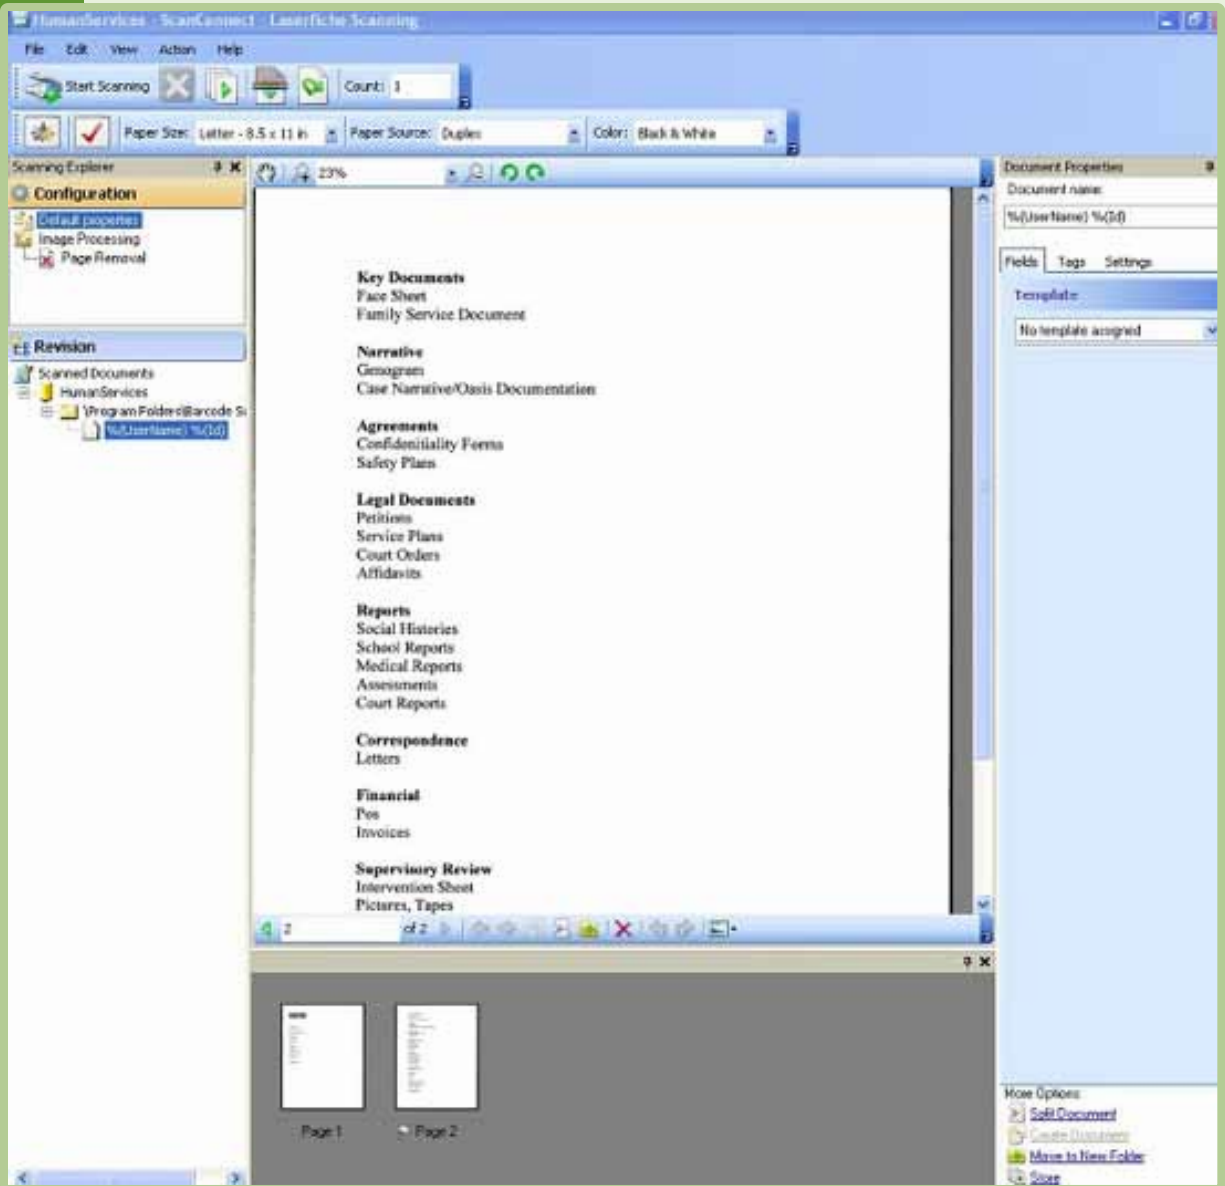 HumanServices - ScanConnect - Laserfiche Scanning
File Edit View Action Help
Start Scanning Count: 1
Paper Size: Letter - 8.5 x 11 in Paper Source: Duplex Color: Black & White
Scanning Explorer
Configuration
Default properties
Image Processing
Page Removal
Revision
Scanned Documents
HumanServices
\Program Folders\Barcode S
%(UserName) %(Id)
23%
Key Documents
Face Sheet
Family Service Document
Narrative
Genogram
Case Narrative/Oasis Documentation
Agreements
Confidenitiality Forms
Safety Plans
Legal Documents
Petitions
Service Plans
Court Orders
Affidavits
Reports
Social Histories
School Reports
Medical Reports
Assessments
Court Reports
Correspondence
Letters
Financial
Pos
Invoices
Supervisory Review
Intervention Sheet
Pictures, Tapes
2 of 2
Page 1 Page 2
Document Properties
Document name:
%(UserName) %(Id)
Fields Tags Settings
Template
No template assigned
More Options
Split Document
Create Document
Move to New Folder
Store